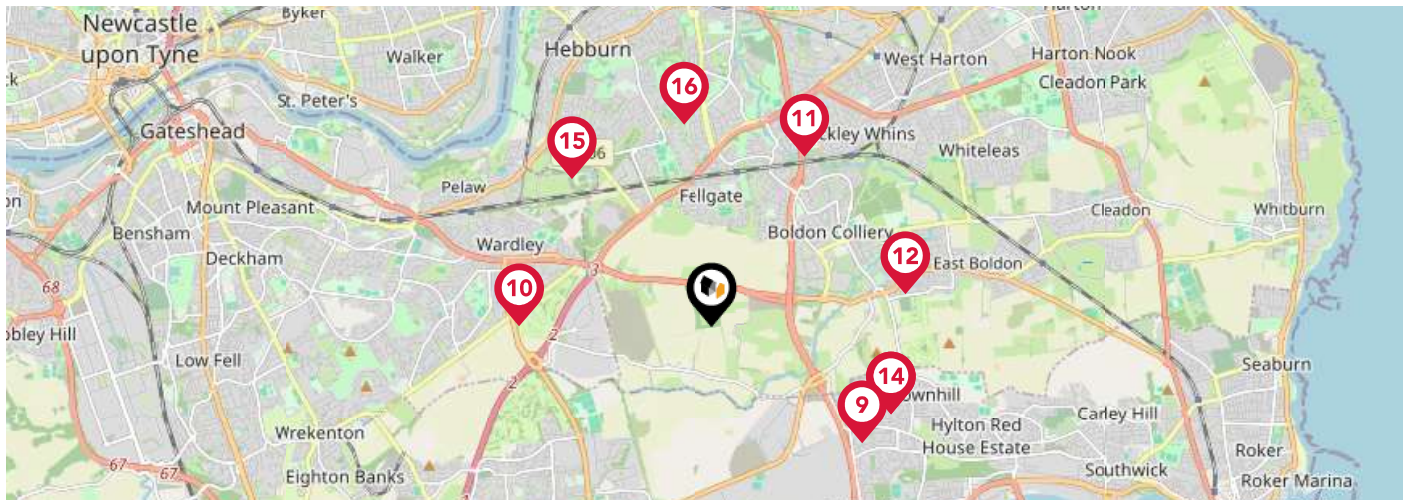 Newcastle
upon Tyne
Byker
Hebburn
Harton
Walker
West Harton
Harton Nook
Cleadon Park
16
St. Peter's
11
Gateshead
ckley Whins
15
Whiteleas
Pelaw
Fellgate
Mount Pleasant
Cleadon
Whitburn
Bensham
Boldon Colliery
Wardley
12
Deckham
East Boldon
3
68
10
obley Hill
2
Low Fell
Seaburn
14
2
wnhill
9
Carley Hill
Wrekenton
Hylton Red
House Estate
Roker
67
67
Eighton Banks
Southwick
1
Roker Marina